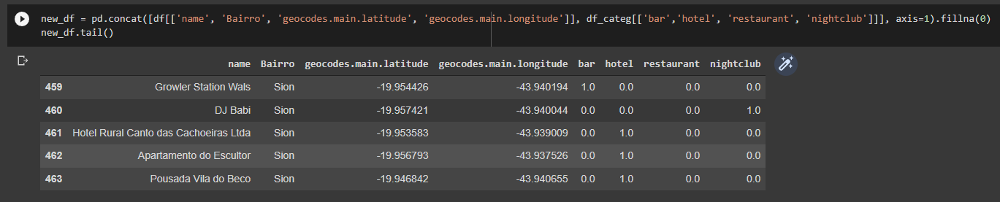 new_df = pd.concat([df[['name', 'Bairro', 'geocodes.main.latitude', 'geocodes.main.longitude']], df_categ[['bar','hotel', 'restaurant', 'nightclub']]], axis=1).fillna(0)
new_df.tail()
name Bairro geocodes.main.latitude geocodes.main.longitude bar hotel restaurant nightclub
459 Growler Station Wals Sion -19.954426 -43.940194 1.0 0.0 0.0 0.0
460 DJ Babi Sion -19.957421 -43.940044 0.0 0.0 0.0 1.0
461 Hotel Rural Canto das Cachoeiras Ltda Sion -19.953583 -43.939009 0.0 1.0 0.0 0.0
462 Apartamento do Escultor Sion -19.956793 -43.937526 0.0 1.0 0.0 0.0
463 Pousada Vila do Beco Sion -19.946842 -43.940655 0.0 1.0 0.0 0.0